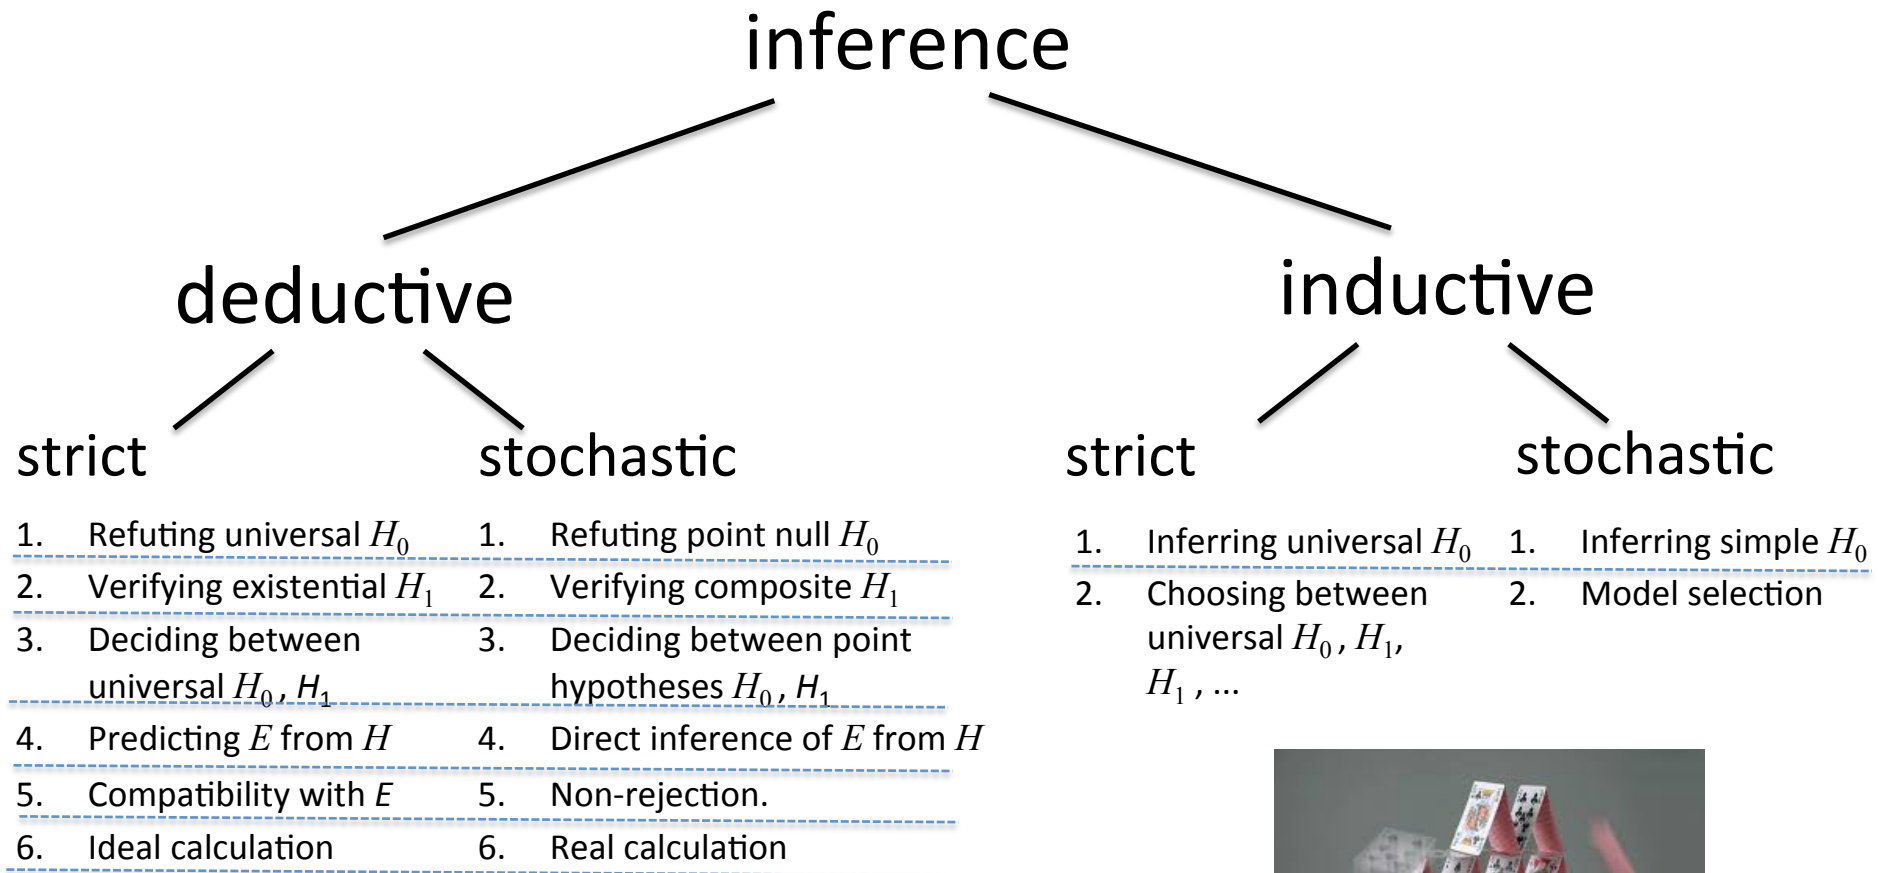 inference
deductive
inductive
strict
stochastic
strict
stochastic
1. Refuting universal H0
2. Verifying existential H1
3. Deciding between
universal H0 , H1
4. Predicting E from H
5. Compatibility with E
6. Ideal calculation
1. Refuting point null H0
2. Verifying composite H1
3. Deciding between point
hypotheses H0 , H1
4. Direct inference of E from H
5. Non-rejection.
6. Real calculation
1. Inferring universal H0
2. Choosing between
universal H0 , H1,
H1 , ...
1. Inferring simple H0
2. Model selection